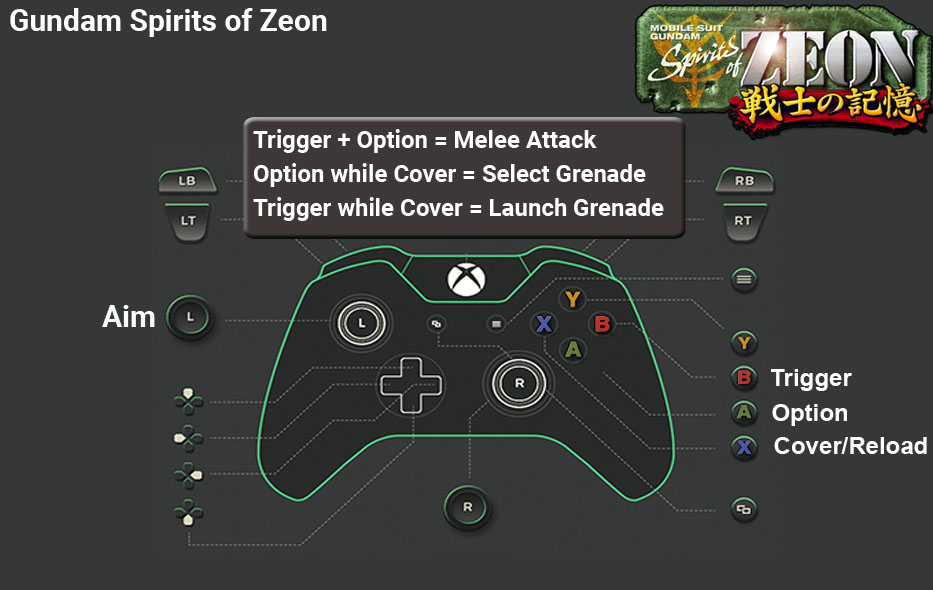 Gundam Spirits of Zeon
MOBILE SUIT
GUNDAM
Spirits of
ZEON
戦士の記憶
Trigger + Option = Melee Attack
Option while Cover = Select Grenade
Trigger while Cover = Launch Grenade
LB
RB
LT
RT
Aim
L
L
Y
X
B
A
R
Y
B
Trigger
A
Option
X
Cover/Reload
R